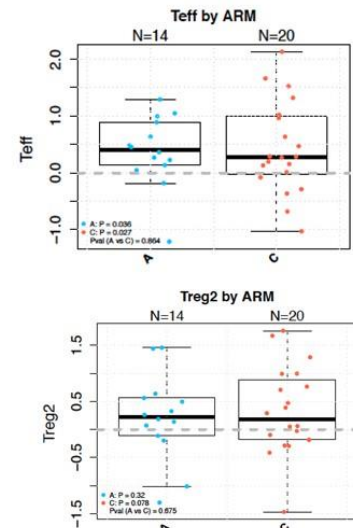 Teff by ARM
N=14 N=20
Teff
2.0
1.0
0.0
-1.0
A: P = 0.036
C: P = 0.027
Pval (A vs C) = 0.864
A C
Treg2 by ARM
N=14 N=20
Treg2
1.5
0.5
-0.5
-1.5
A: P = 0.32
C: P = 0.078
Pval (A vs C) = 0.675
A C